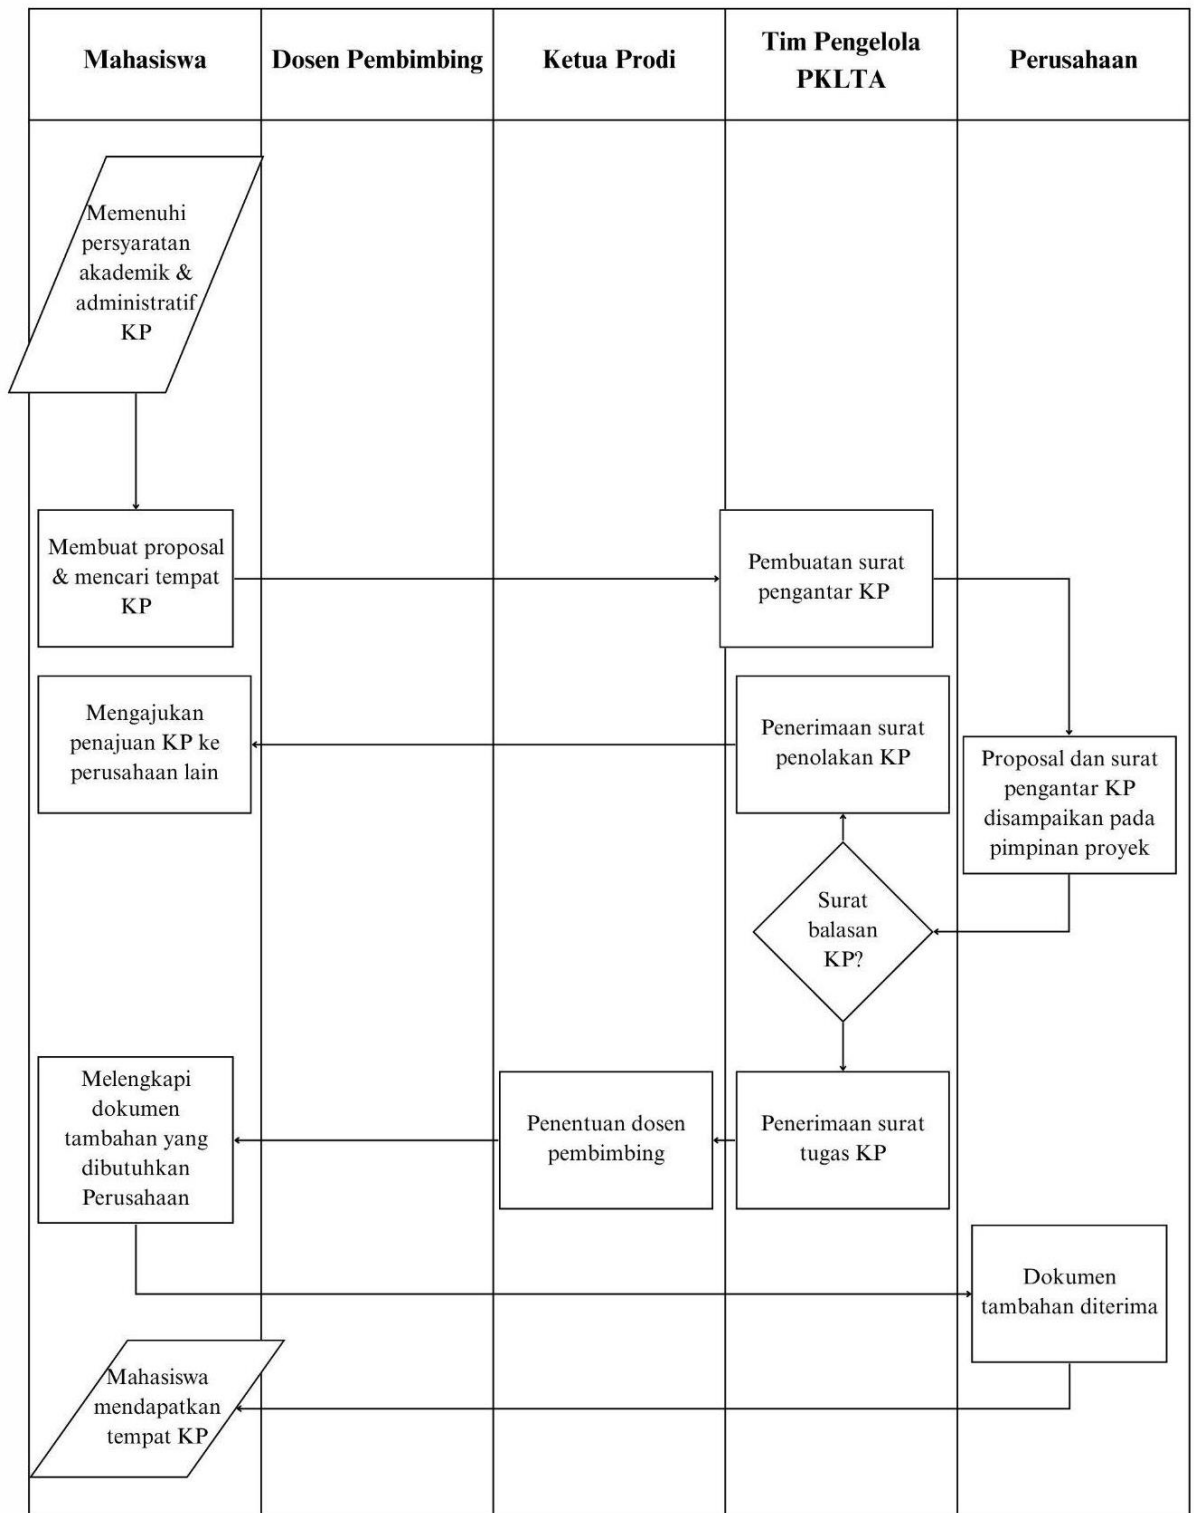 Mahasiswa
Dosen Pembimbing
Ketua Prodi
Tim Pengelola
PKLTA
Perusahaan
Memenuhi
persyaratan
akademik &
administratif
KP
Membuat proposal
& mencari tempat
KP
Pembuatan surat
pengantar KP
Mengajukan
penajuan KP ke
perusahaan lain
Penerimaan surat
penolakan KP
Proposal dan surat
pengantar KP
disampaikan pada
pimpinan proyek
Surat
balasan
KP?
Melengkapi
dokumen
tambahan yang
dibutuhkan
Perusahaan
Penentuan dosen
pembimbing
Penerimaan surat
tugas KP
Dokumen
tambahan diterima
Mahasiswa
mendapatkan
tempat KP